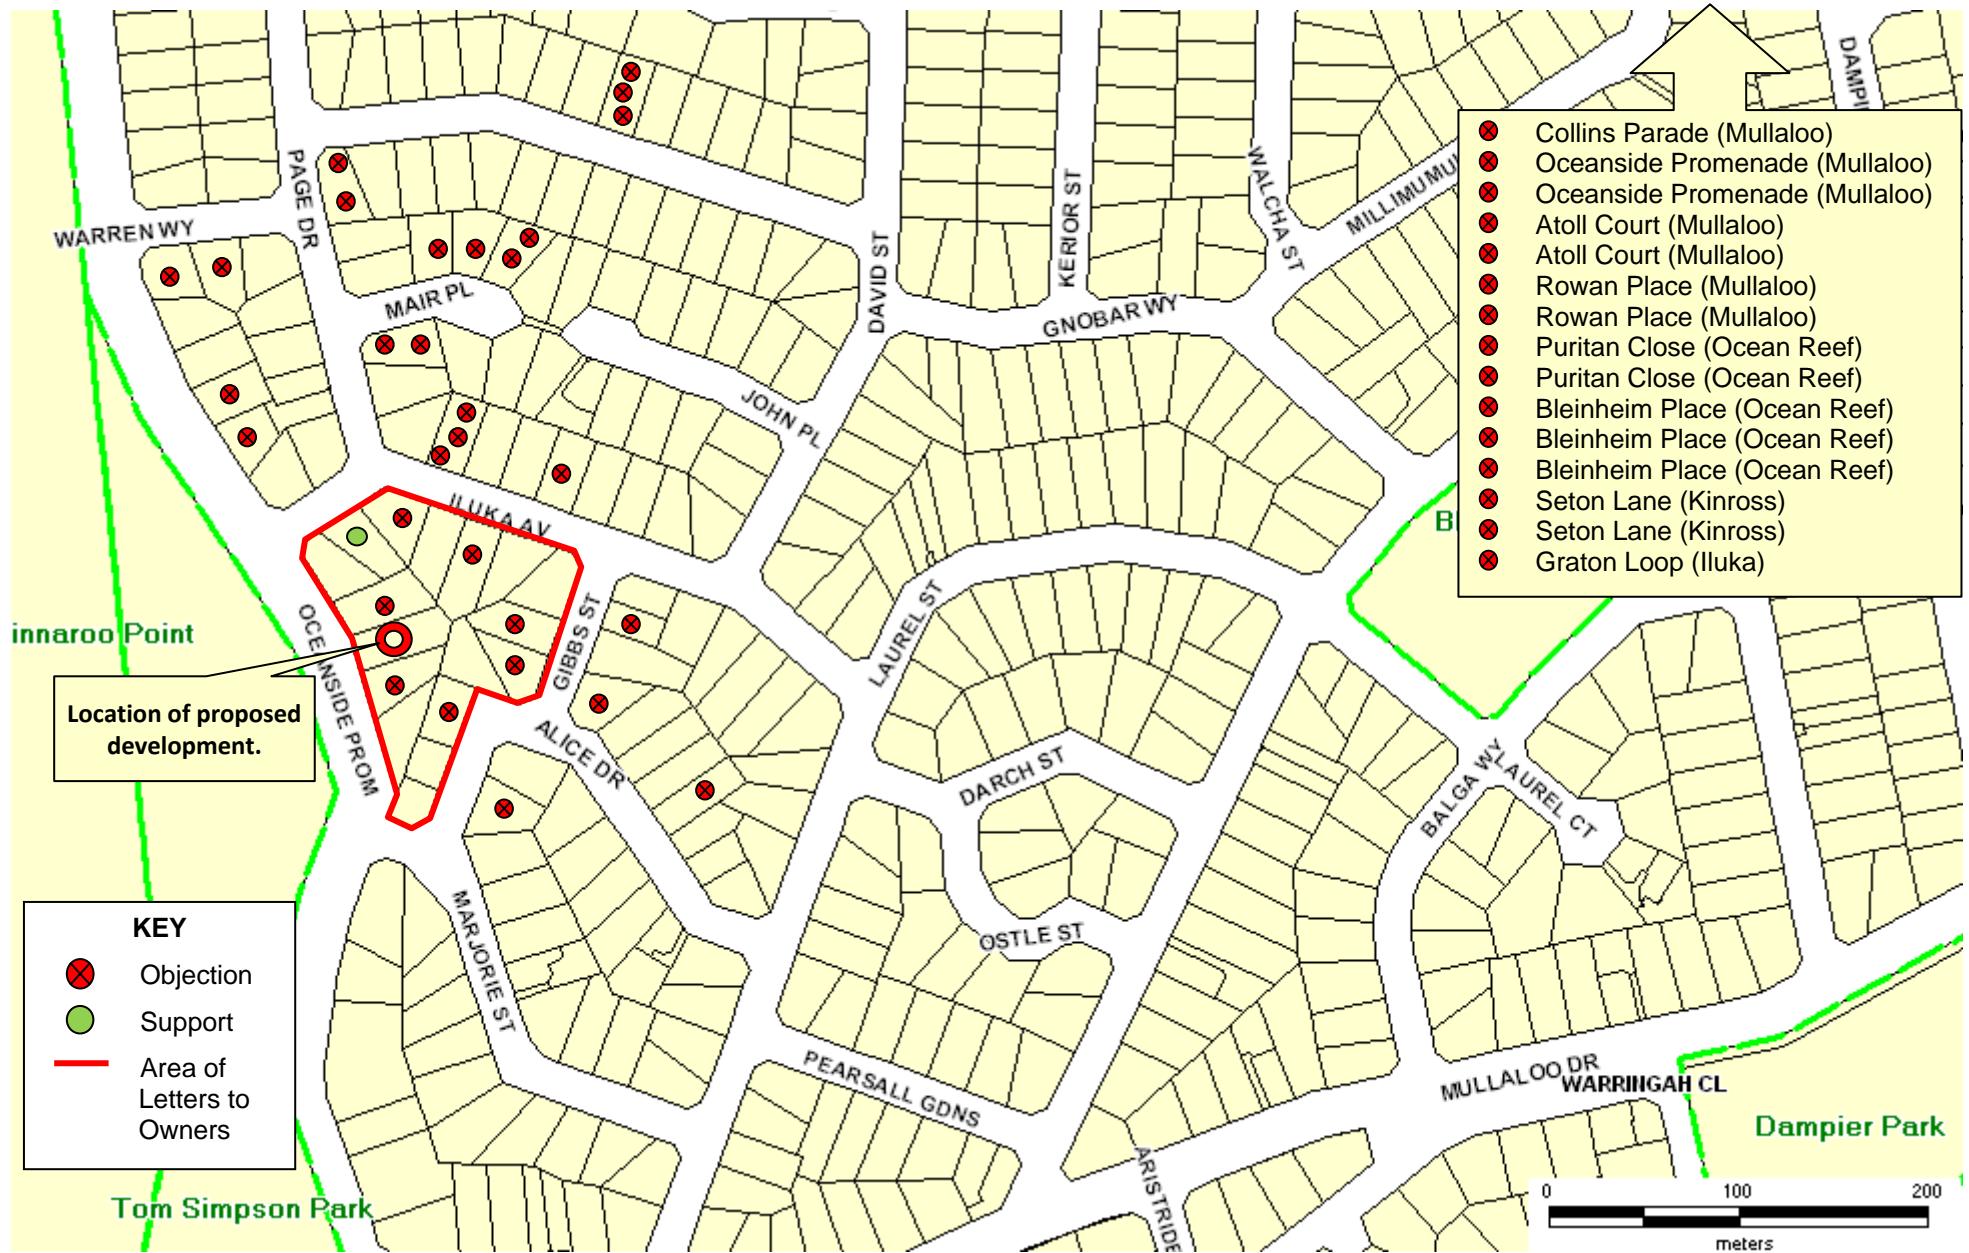 DAMPI
Collins Parade (Mullaloo)
Oceanside Promenade (Mullaloo)
Oceanside Promenade (Mullaloo)
Atoll Court (Mullaloo)
Atoll Court (Mullaloo)
Rowan Place (Mullaloo)
Rowan Place (Mullaloo)
Puritan Close (Ocean Reef)
Puritan Close (Ocean Reef)
Bleinheim Place (Ocean Reef)
Bleinheim Place (Ocean Reef)
Bleinheim Place (Ocean Reef)
Seton Lane (Kinross)
Seton Lane (Kinross)
Graton Loop (Iluka)
PAGE DR
WARREN WY
WALCHA ST
MILLIMUMU
KERIOR ST
DAVID ST
MAIR PL
GNOBAR WY
JOHN PL
ILUKA AV
B
innaroo Point
OCEANSIDE PROM
GIBBS ST
LAUREL ST
Location of proposed
development.
ALICE DR
DARCH ST
BALGA WY
LAUREL CT
KEY
Objection
Support
Area of
Letters to
Owners
MARJORIE ST
OSTLE ST
PEARSALL GDNS
MULLALOO DR
WARRINGAH CL
Dampier Park
ARISTRIDE
Tom Simpson Park
0 100 200
meters